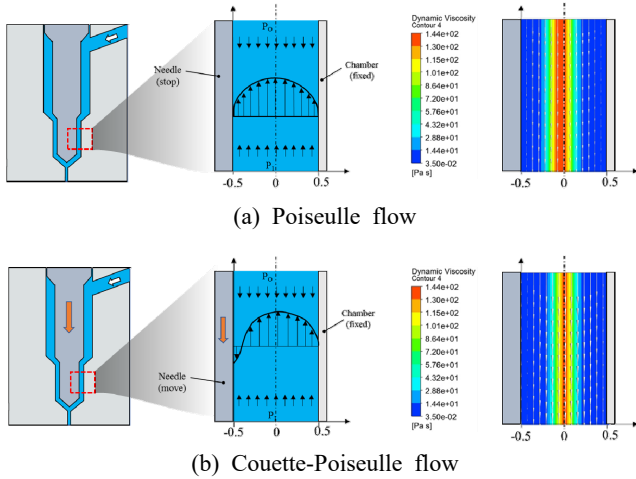 P₀
Needle
(stop)
Chamber
(fixed)
P₁
-0.5
0
0.5
Dynamic Viscosity
Contour 4
1.44e+02
1.30e+02
1.15e+02
1.01e+02
8.64e+01
7.20e+01
5.76e+01
4.32e+01
2.88e+01
1.44e+01
3.50e-02
[Pa s]
-0.5
0
0.5
(a) Poiseulle flow
P₀
Chamber
(fixed)
Needle
(move)
-0.5
0
0.5
Dynamic Viscosity
Contour 4
1.44e+02
1.30e+02
1.15e+02
1.01e+02
8.64e+01
7.20e+01
5.76e+01
4.32e+01
2.88e+01
1.44e+01
3.50e-02
[Pa s]
-0.5
0
0.5
(b) Couette-Poiseulle flow